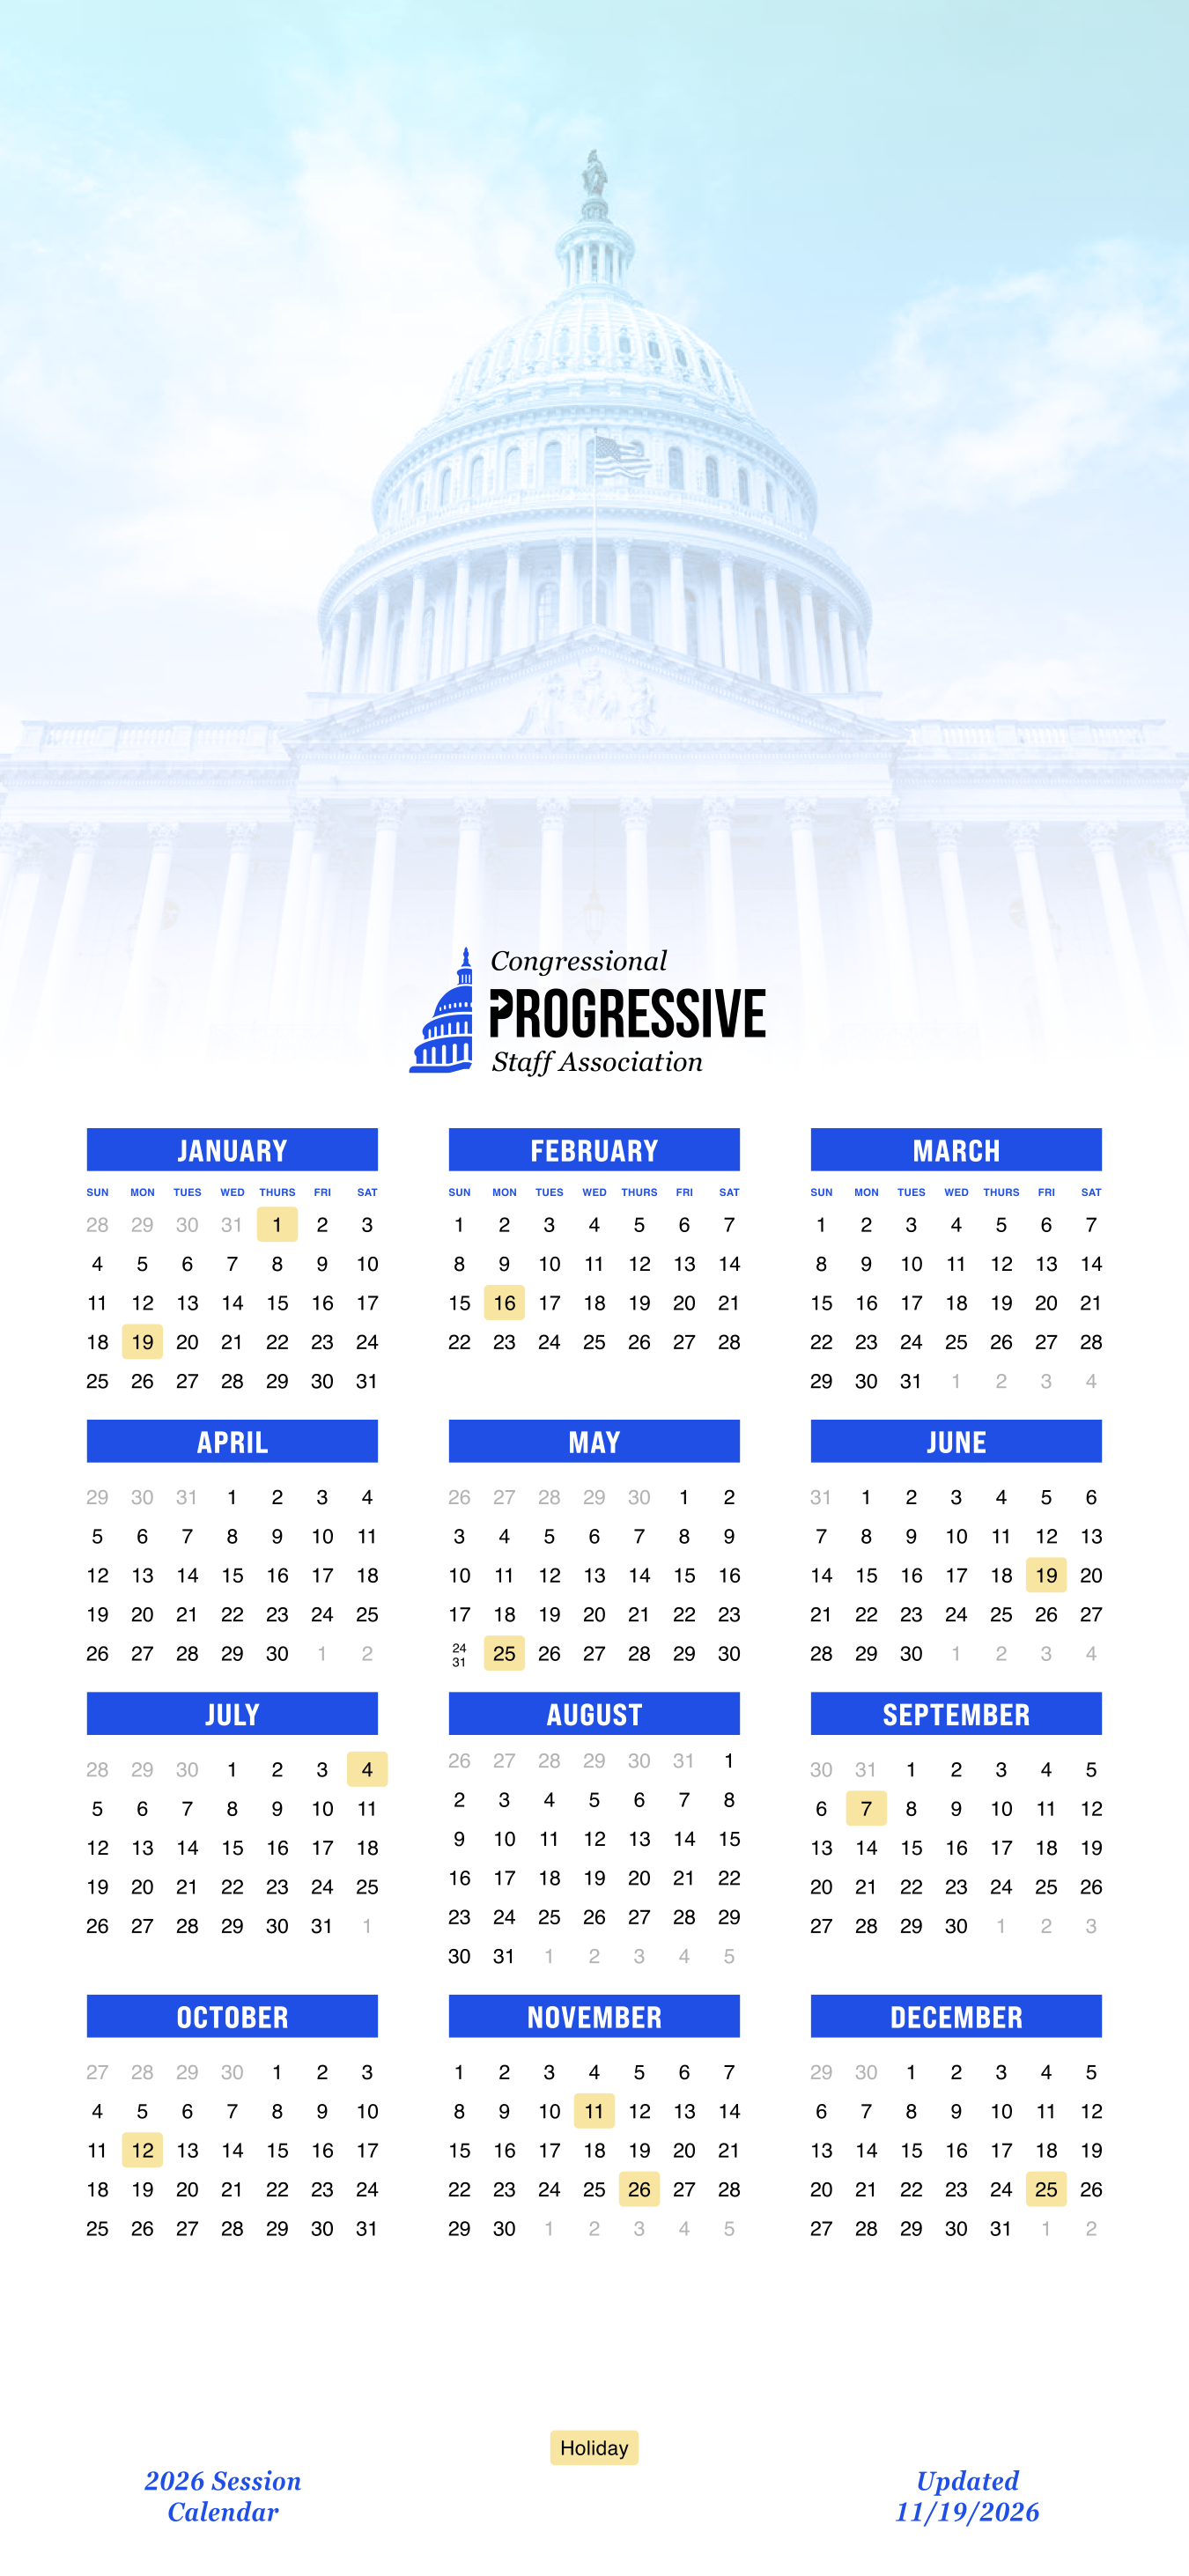 Congressional
PROGRESSIVE
Staff Association
JANUARY
SUN MON TUES WED THURS FRI SAT
28 29 30 31 1 2 3
4 5 6 7 8 9 10
11 12 13 14 15 16 17
18 19 20 21 22 23 24
25 26 27 28 29 30 31
FEBRUARY
SUN MON TUES WED THURS FRI SAT
1 2 3 4 5 6 7
8 9 10 11 12 13 14
15 16 17 18 19 20 21
22 23 24 25 26 27 28
MARCH
SUN MON TUES WED THURS FRI SAT
1 2 3 4 5 6 7
8 9 10 11 12 13 14
15 16 17 18 19 20 21
22 23 24 25 26 27 28
29 30 31 1 2 3 4
APRIL
29 30 31 1 2 3 4
5 6 7 8 9 10 11
12 13 14 15 16 17 18
19 20 21 22 23 24 25
26 27 28 29 30 1 2
MAY
26 27 28 29 30 1 2
3 4 5 6 7 8 9
10 11 12 13 14 15 16
17 18 19 20 21 22 23
24 31 25 26 27 28 29 30
JUNE
31 1 2 3 4 5 6
7 8 9 10 11 12 13
14 15 16 17 18 19 20
21 22 23 24 25 26 27
28 29 30 1 2 3 4
JULY
28 29 30 1 2 3 4
5 6 7 8 9 10 11
12 13 14 15 16 17 18
19 20 21 22 23 24 25
26 27 28 29 30 31 1
AUGUST
26 27 28 29 30 31 1
2 3 4 5 6 7 8
9 10 11 12 13 14 15
16 17 18 19 20 21 22
23 24 25 26 27 28 29
30 31 1 2 3 4 5
SEPTEMBER
30 31 1 2 3 4 5
6 7 8 9 10 11 12
13 14 15 16 17 18 19
20 21 22 23 24 25 26
27 28 29 30 1 2 3
OCTOBER
27 28 29 30 1 2 3
4 5 6 7 8 9 10
11 12 13 14 15 16 17
18 19 20 21 22 23 24
25 26 27 28 29 30 31
NOVEMBER
1 2 3 4 5 6 7
8 9 10 11 12 13 14
15 16 17 18 19 20 21
22 23 24 25 26 27 28
29 30 1 2 3 4 5
DECEMBER
29 30 1 2 3 4 5
6 7 8 9 10 11 12
13 14 15 16 17 18 19
20 21 22 23 24 25 26
27 28 29 30 31 1 2
Holiday
2026 Session
Calendar
Updated
11/19/2026